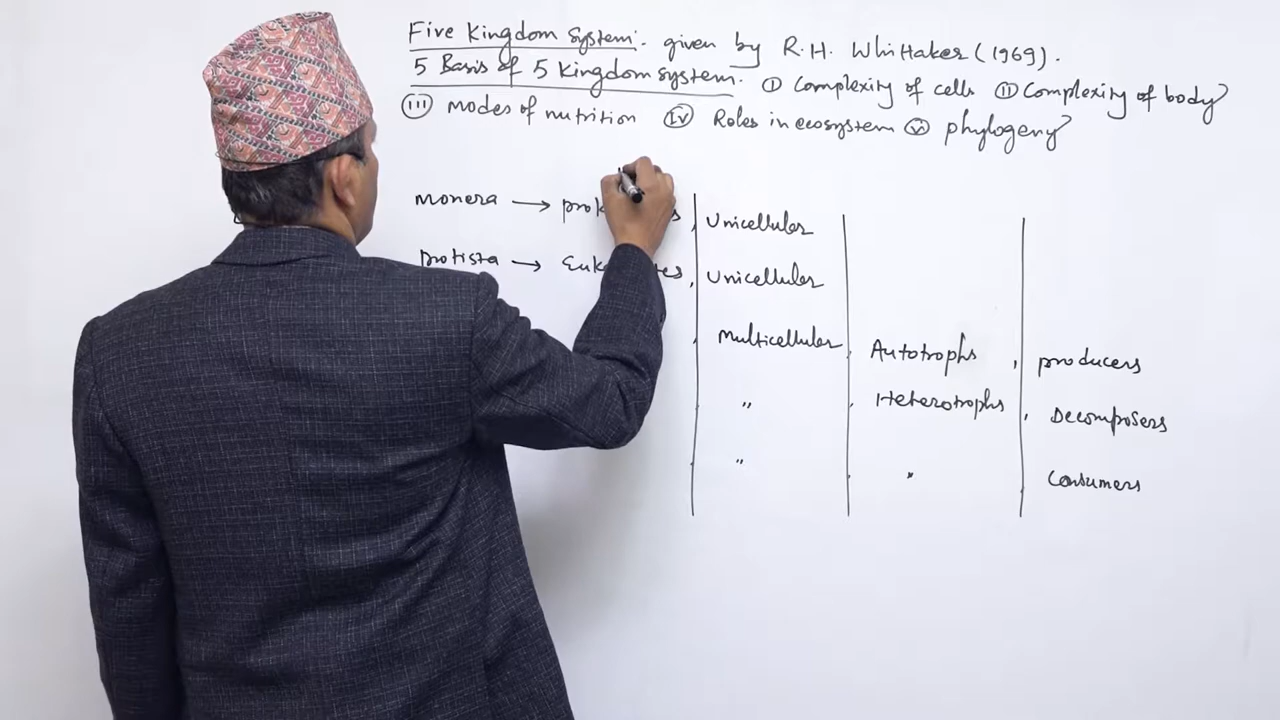 Five Kingdom System:- given by R.H. Whittaker (1969).
5 Basis of 5 Kingdom system. (I) Complexity of cells (II) Complexity of body
(III) modes of nutrition (IV) Roles in ecosystem (V) phylogeny
monera → , Unicellular
protista → , Unicellular
, multicellular , Autotrophs , producers
, " , Heterotrophs , Decomposers
, " , " , Consumers